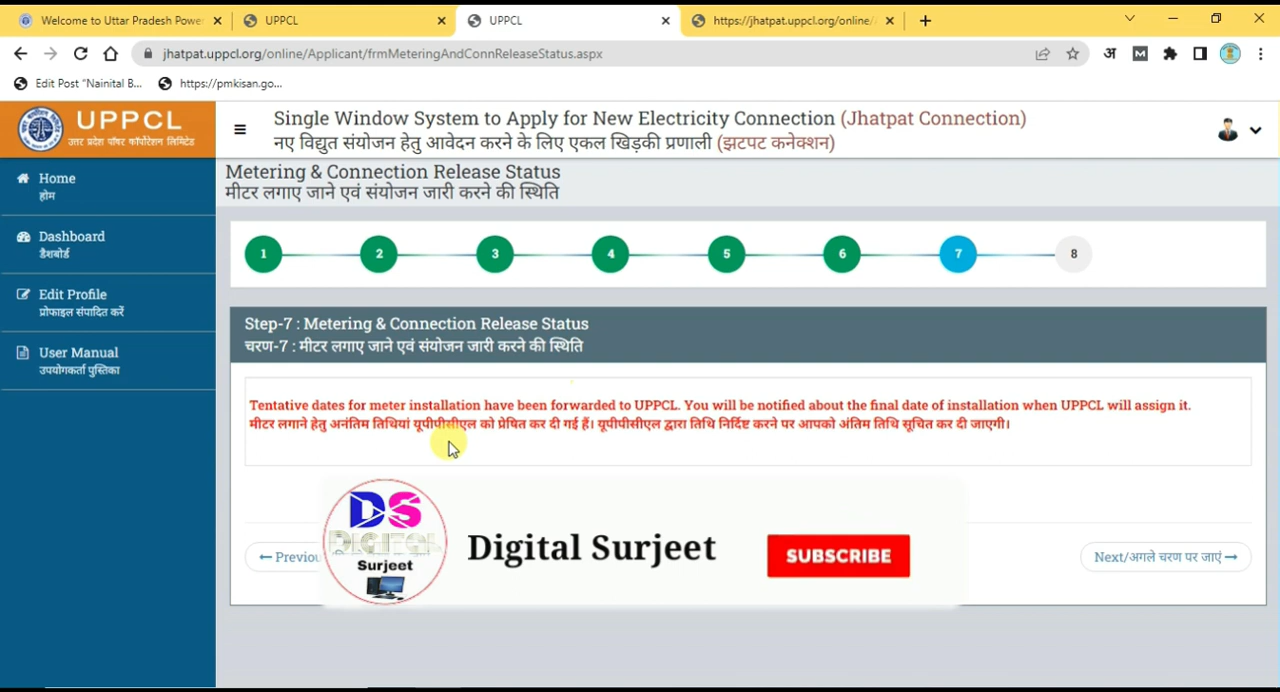 Welcome to Uttar Pradesh Power
UPPCL
UPPCL
https://jhatpat.uppcl.org/online/
jhatpat.uppcl.org/online/Applicant/frmMeteringAndConnReleaseStatus.aspx
अ
M
Edit Post "Nainital B...
https://pmkisan.go...
UPPCL
उत्तर प्रदेश पॉवर कॉर्पोरेशन लिमिटेड
Single Window System to Apply for New Electricity Connection (Jhatpat Connection)
नए विद्युत संयोजन हेतु आवेदन करने के लिए एकल खिड़की प्रणाली (झटपट कनेक्शन)
Home
होम
Dashboard
डैशबोर्ड
Edit Profile
प्रोफाइल संपादित करें
User Manual
उपयोगकर्ता पुस्तिका
Metering & Connection Release Status
मीटर लगाए जाने एवं संयोजन जारी करने की स्थिति
1 2 3 4 5 6 7 8
Step-7 : Metering & Connection Release Status
चरण-7 : मीटर लगाए जाने एवं संयोजन जारी करने की स्थिति
Tentative dates for meter installation have been forwarded to UPPCL. You will be notified about the final date of installation when UPPCL will assign it.
मीटर लगाने हेतु अनंतिम तिथियां यूपीपीसीएल को प्रेषित कर दी गई हैं। यूपीपीसीएल द्वारा तिथि निर्दिष्ट करने पर आपको अंतिम तिथि सूचित कर दी जाएगी।
← Previou
Next/अगले चरण पर जाएं →
DS
DIGITAL
Surjeet
Digital Surjeet
SUBSCRIBE